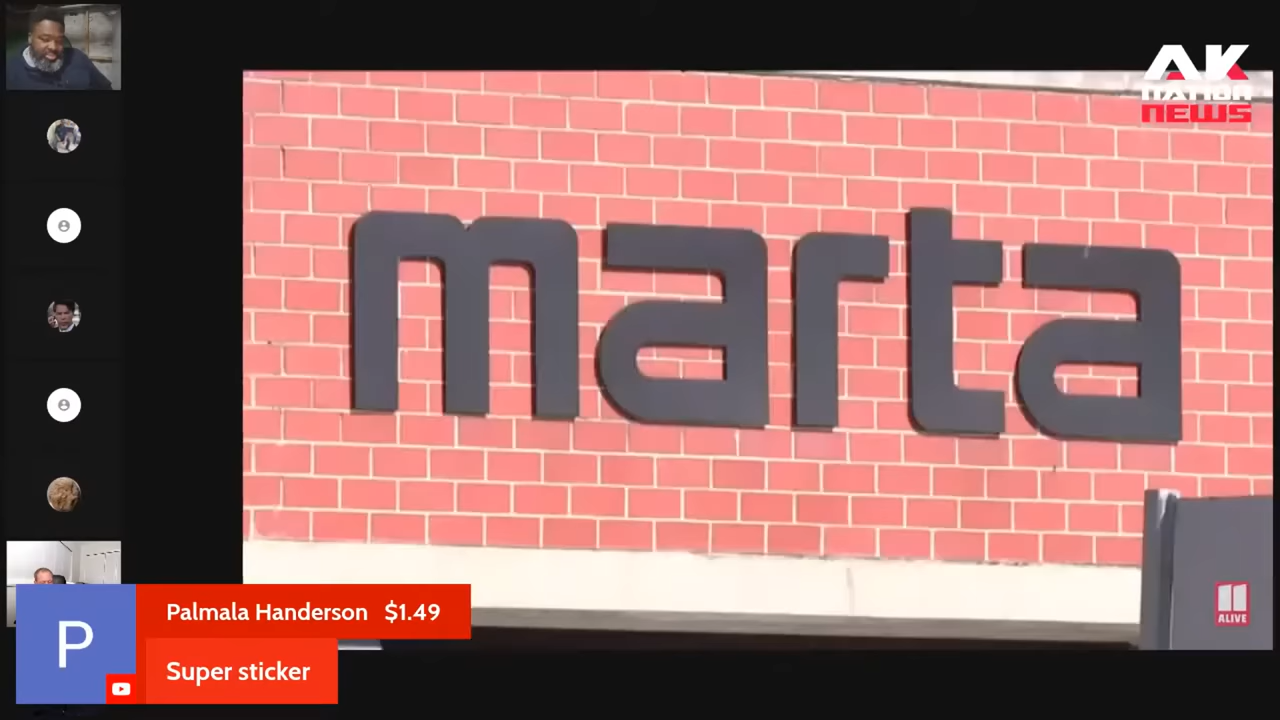 AK
NATION
NEWS
marta
11
ALIVE
Palmala Handerson $1.49
P
Super sticker